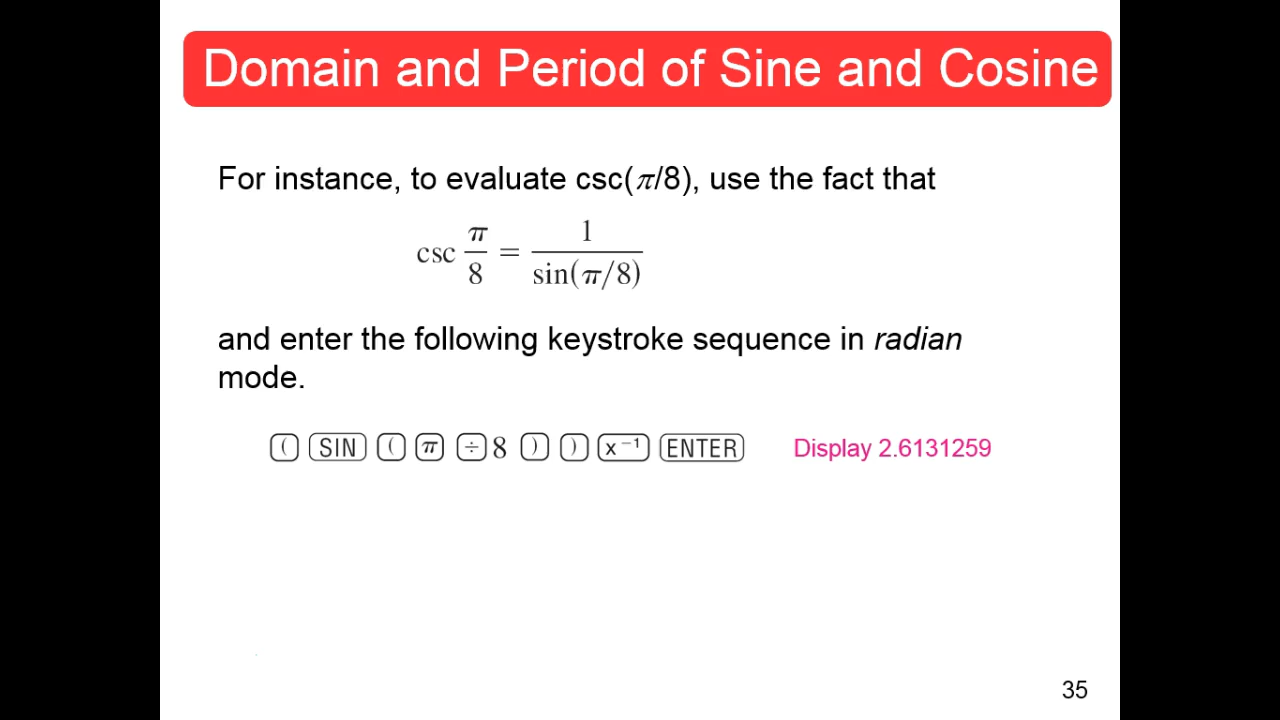 Domain and Period of Sine and Cosine
For instance, to evaluate csc(π/8), use the fact that
csc π/8 = 1/sin(π/8)
and enter the following keystroke sequence in radian
mode.
( SIN ( π ÷ 8 ) ) x⁻¹ ENTER Display 2.6131259
35